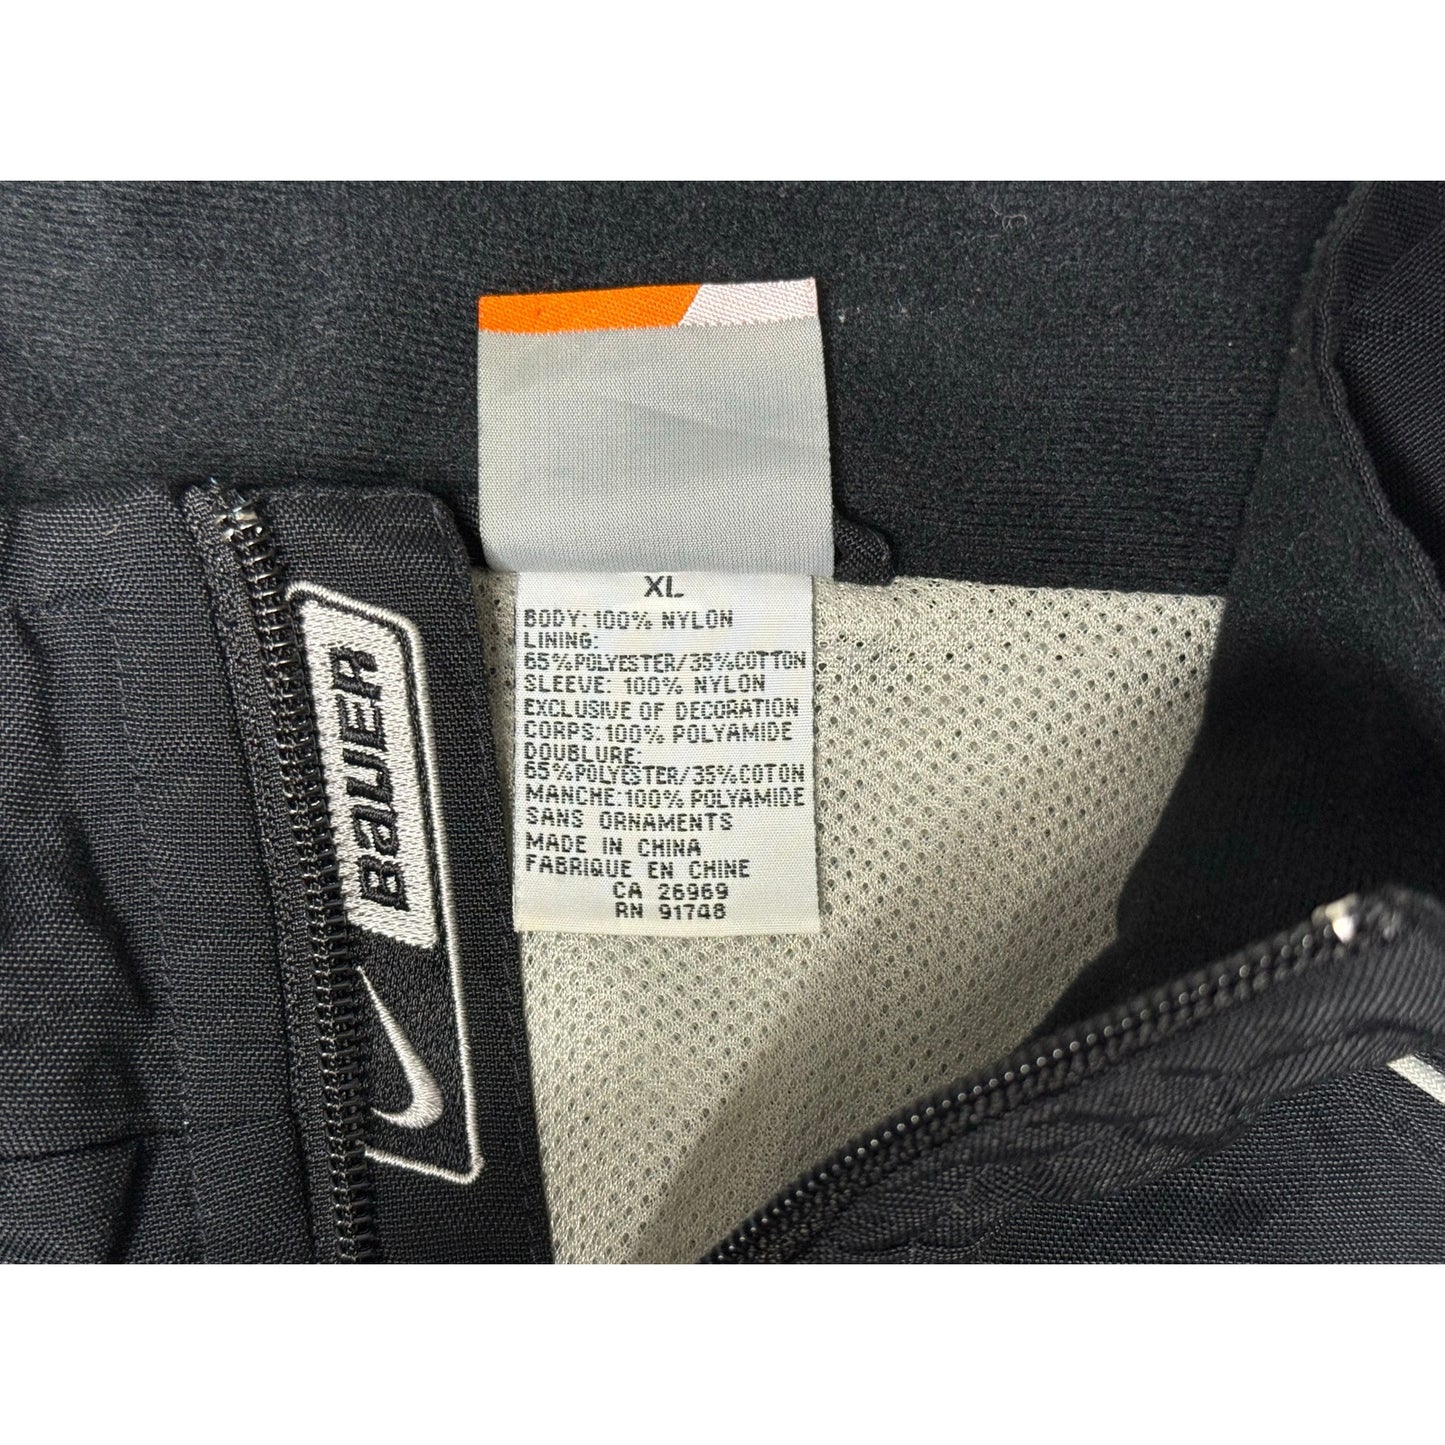 XL
BODY: 100% NYLON
LINING:
65%POLYESTER/35%COTTON
SLEEVE: 100% NYLON
EXCLUSIVE OF DECORATION
CORPS: 100% POLYAMIDE
DOUBLURE:
65%POLYESTER/35%COTON
MANCHE: 100% POLYAMIDE
SANS ORNAMENTS
MADE IN CHINA
FABRIQUE EN CHINE
CA 26969
RN 91748
BAUER